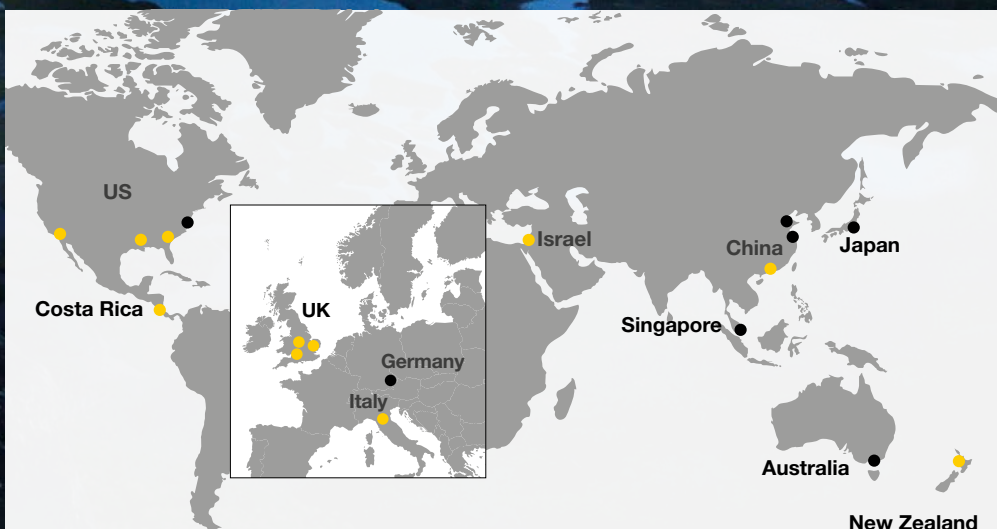 US
Israel
China
Japan
Costa Rica
UK
Singapore
Germany
Italy
Australia
New Zealand